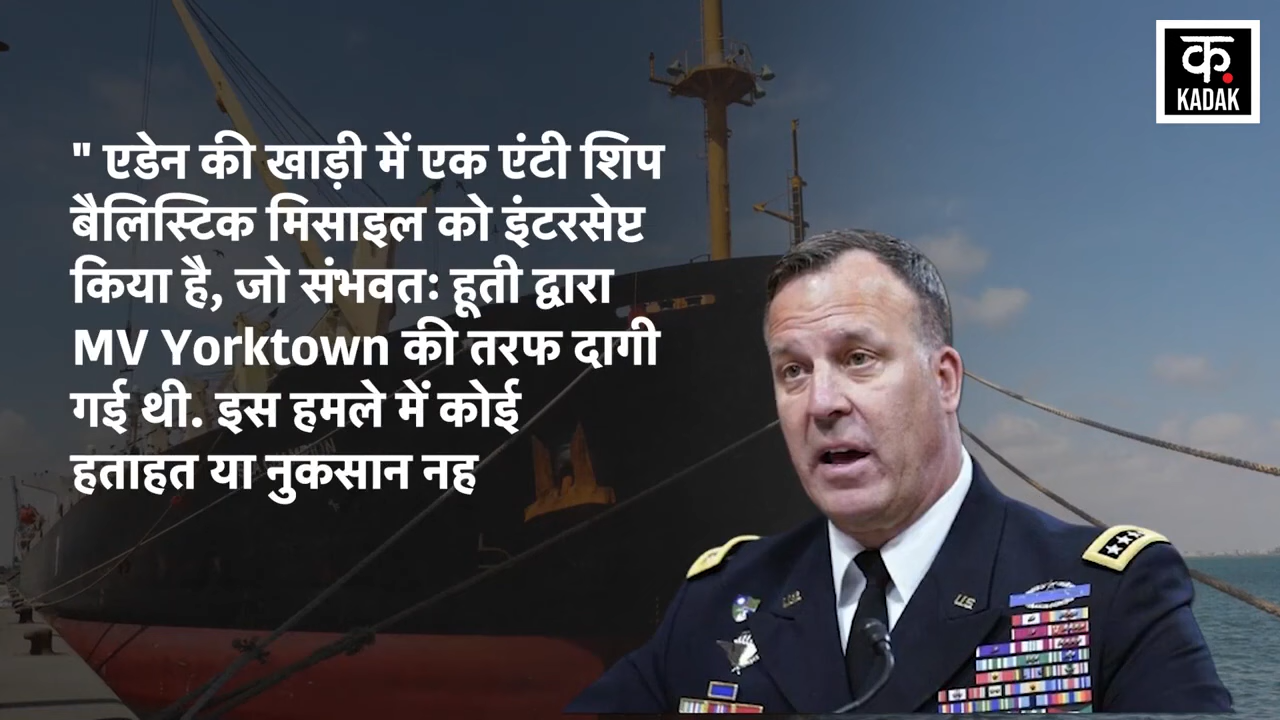 क.
KADAK
" एडेन की खाड़ी में एक एंटी शिप
बैलिस्टिक मिसाइल को इंटरसेप्ट
किया है, जो संभवतः हूती द्वारा
MV Yorktown की तरफ दागी
गई थी. इस हमले में कोई
हताहत या नुकसान नह
U.S.